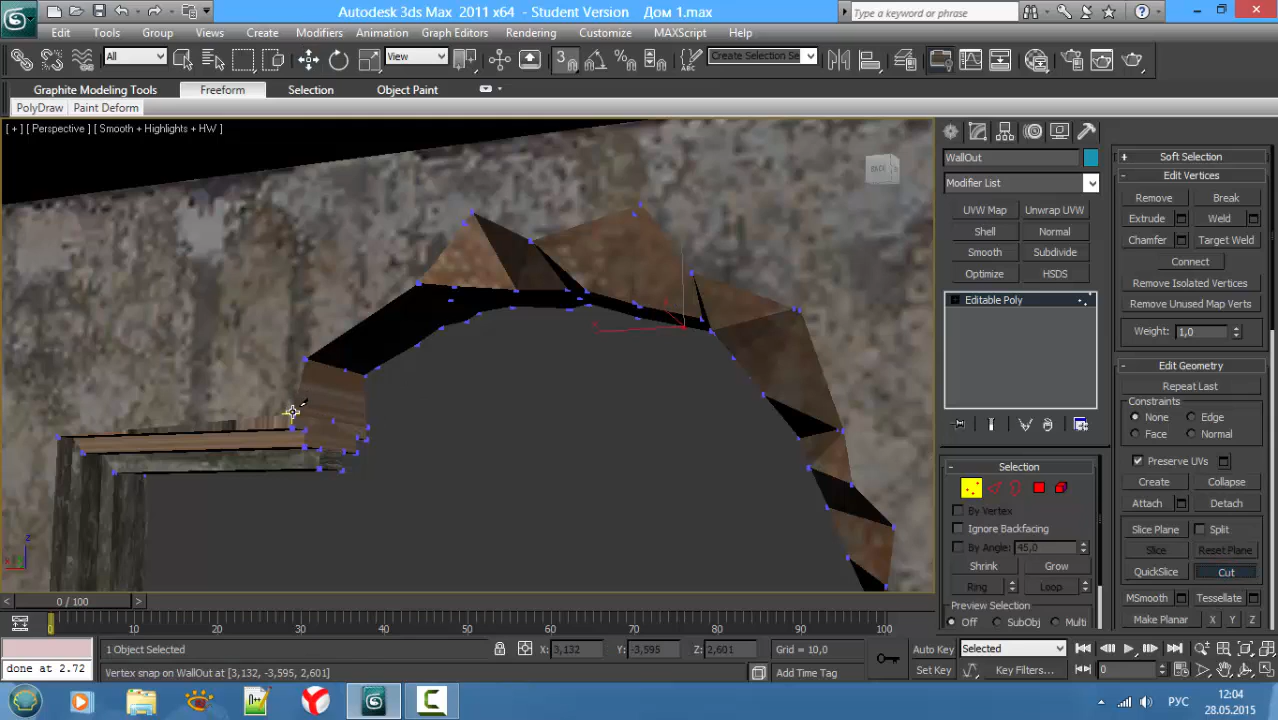 Autodesk 3ds Max 2011 x64 - Student Version Дом 1.max
Type a keyword or phrase
Edit Tools Group Views Create Modifiers Animation Graph Editors Rendering Customize MAXScript Help
All View 3 Create Selection Se
Graphite Modeling Tools Freeform Selection Object Paint
PolyDraw Paint Deform
[ + ] [ Perspective ] [ Smooth + Highlights + HW ]
WallOut
Modifier List
UVW Map Unwrap UVW
Shell Normal
Smooth Subdivide
Optimize HSDS
Editable Poly
Selection
By Vertex
Ignore Backfacing
By Angle: 45,0
Shrink Grow
Ring Loop
Preview Selection
Off SubObj Multi
Soft Selection
Edit Vertices
Remove Break
Extrude Weld
Chamfer Target Weld
Connect
Remove Isolated Vertices
Remove Unused Map Verts
Weight: 1,0
Edit Geometry
Repeat Last
Constraints
None Edge
Face Normal
Preserve UVs
Create Collapse
Attach Detach
Slice Plane Split
Slice Reset Plane
QuickSlice Cut
MSmooth Tessellate
Make Planar X Y Z
0 / 100
0 10 20 30 40 50 60 70 80 90 100
1 Object Selected X: 3,132 Y: -3,595 Z: 2,601 Grid = 10,0 Auto Key Selected
done at 2.72 Vertex snap on WallOut at [3,132, -3,595, 2,601] Add Time Tag Set Key Key Filters... 0
РУС 12:04
28.05.2015